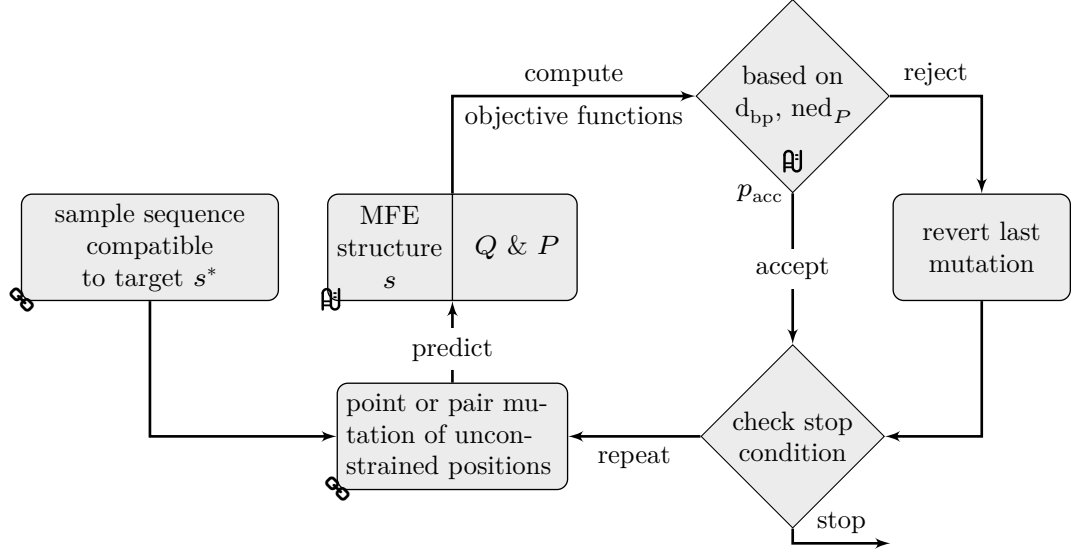 compute
objective functions
based on
d_bp, ned_P
reject
p_acc
sample sequence
compatible
to target s*
MFE
structure
s
Q & P
revert last
mutation
accept
predict
point or pair mu-
tation of uncon-
strained positions
repeat
check stop
condition
stop